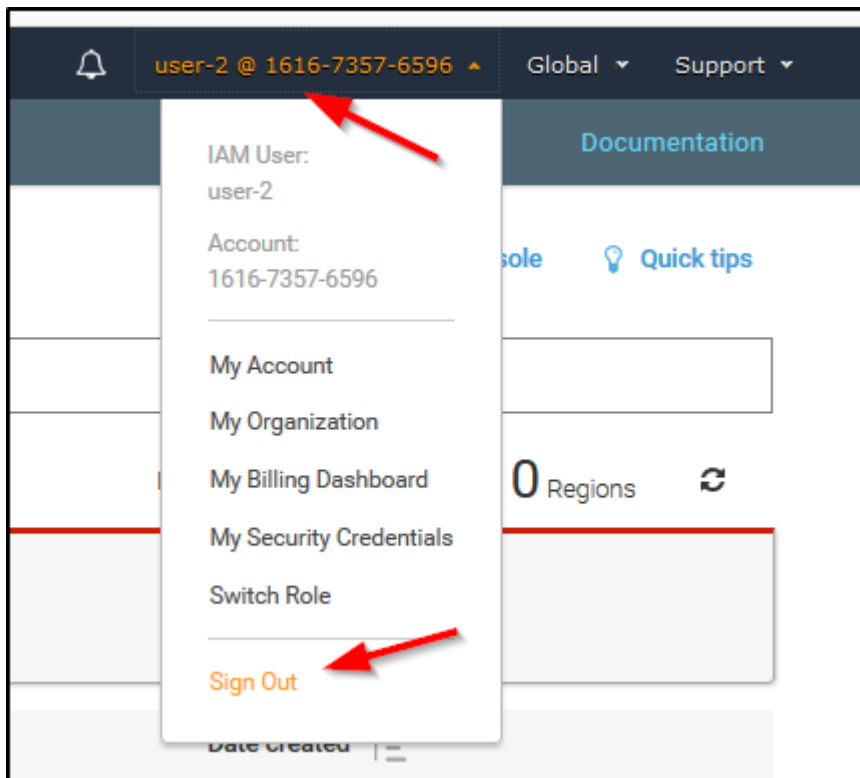 user-2 @ 1616-7357-6596 Global Support
Documentation
IAM User:
user-2
Account:
1616-7357-6596
sole Quick tips
My Account
My Organization
My Billing Dashboard
0 Regions
My Security Credentials
Switch Role
Sign Out
Date created